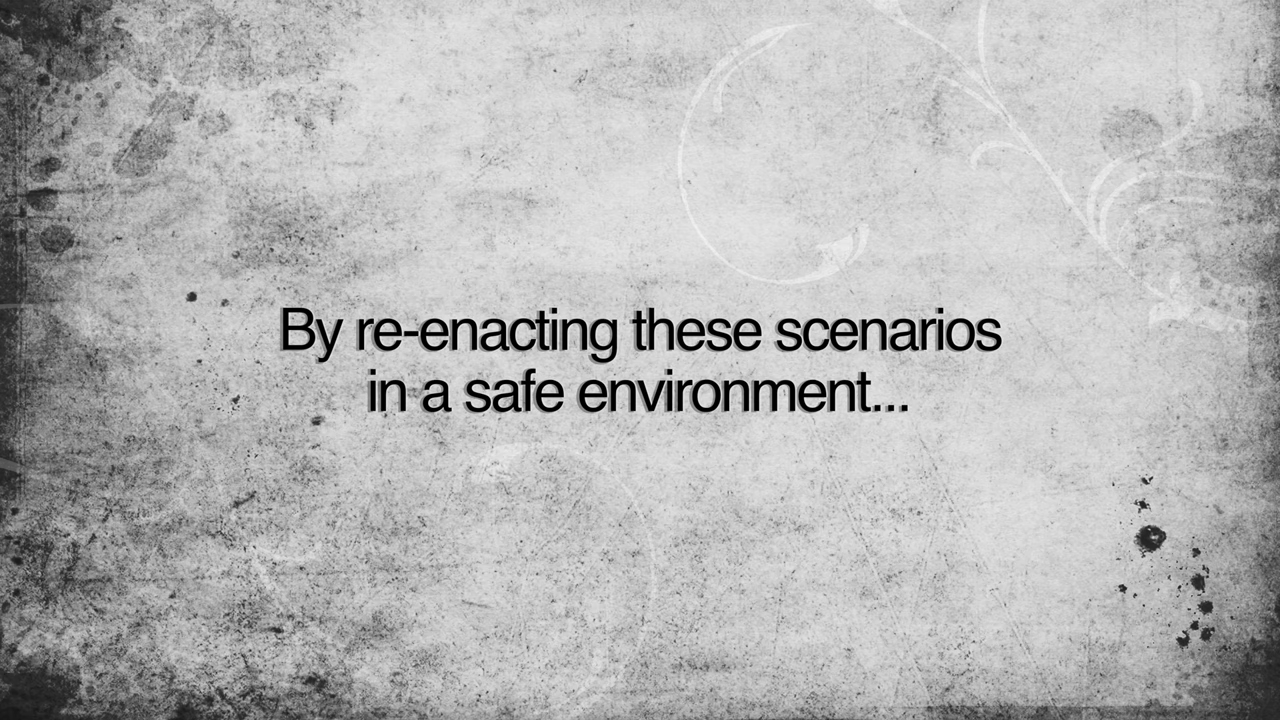 By re-enacting these scenarios
in a safe environment...